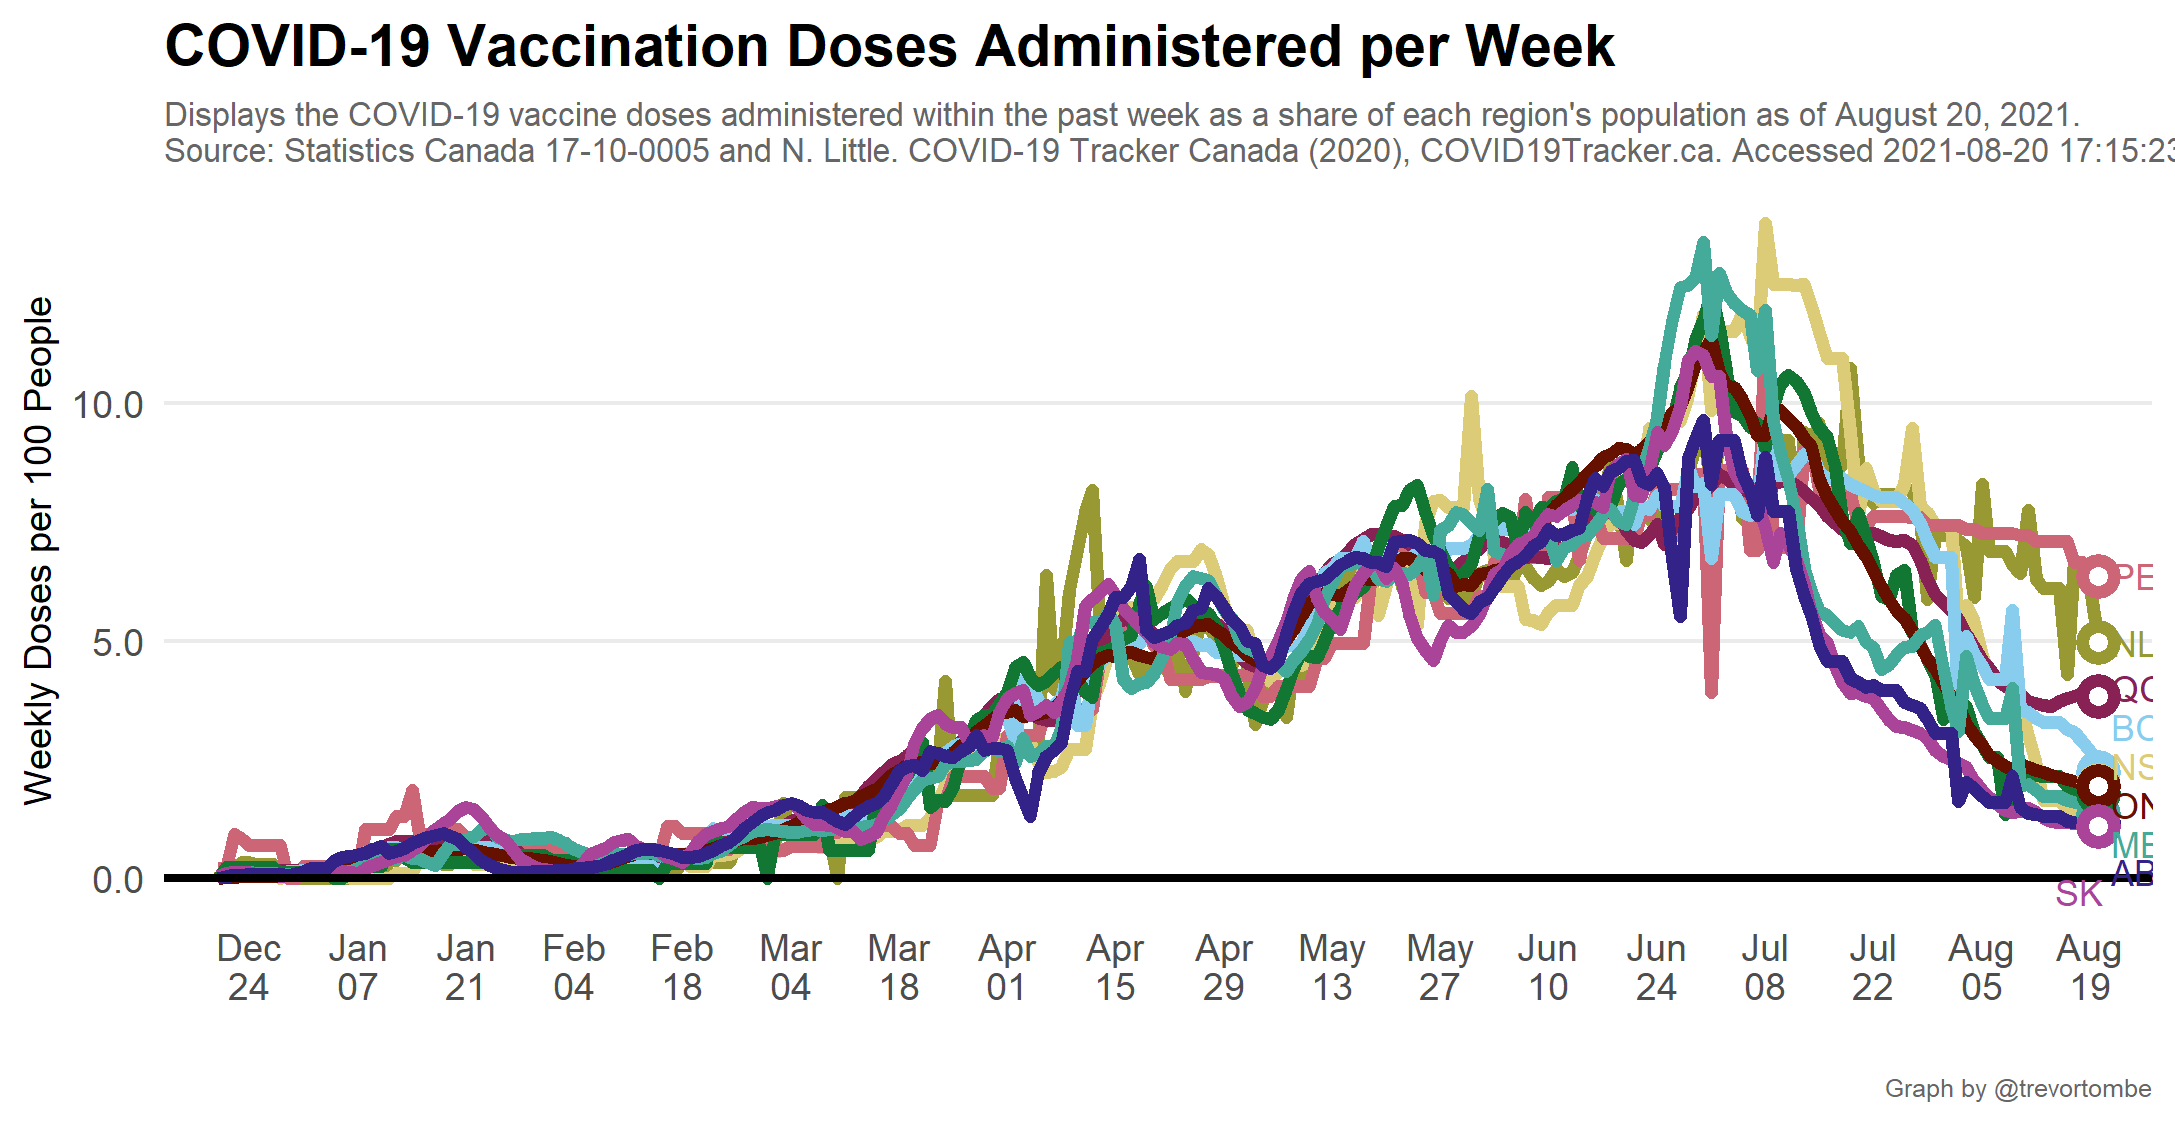 COVID-19 Vaccination Doses Administered per Week
Displays the COVID-19 vaccine doses administered within the past week as a share of each region's population as of August 20, 2021.
Source: Statistics Canada 17-10-0005 and N. Little. COVID-19 Tracker Canada (2020), COVID19Tracker.ca. Accessed 2021-08-20 17:15:23
Weekly Doses per 100 People
10.0
5.0
0.0
PE
NL
QC
BC
NS
ON
MB
AB
SK
Dec 24
Jan 07
Jan 21
Feb 04
Feb 18
Mar 04
Mar 18
Apr 01
Apr 15
Apr 29
May 13
May 27
Jun 10
Jun 24
Jul 08
Jul 22
Aug 05
Aug 19
Graph by @trevortombe